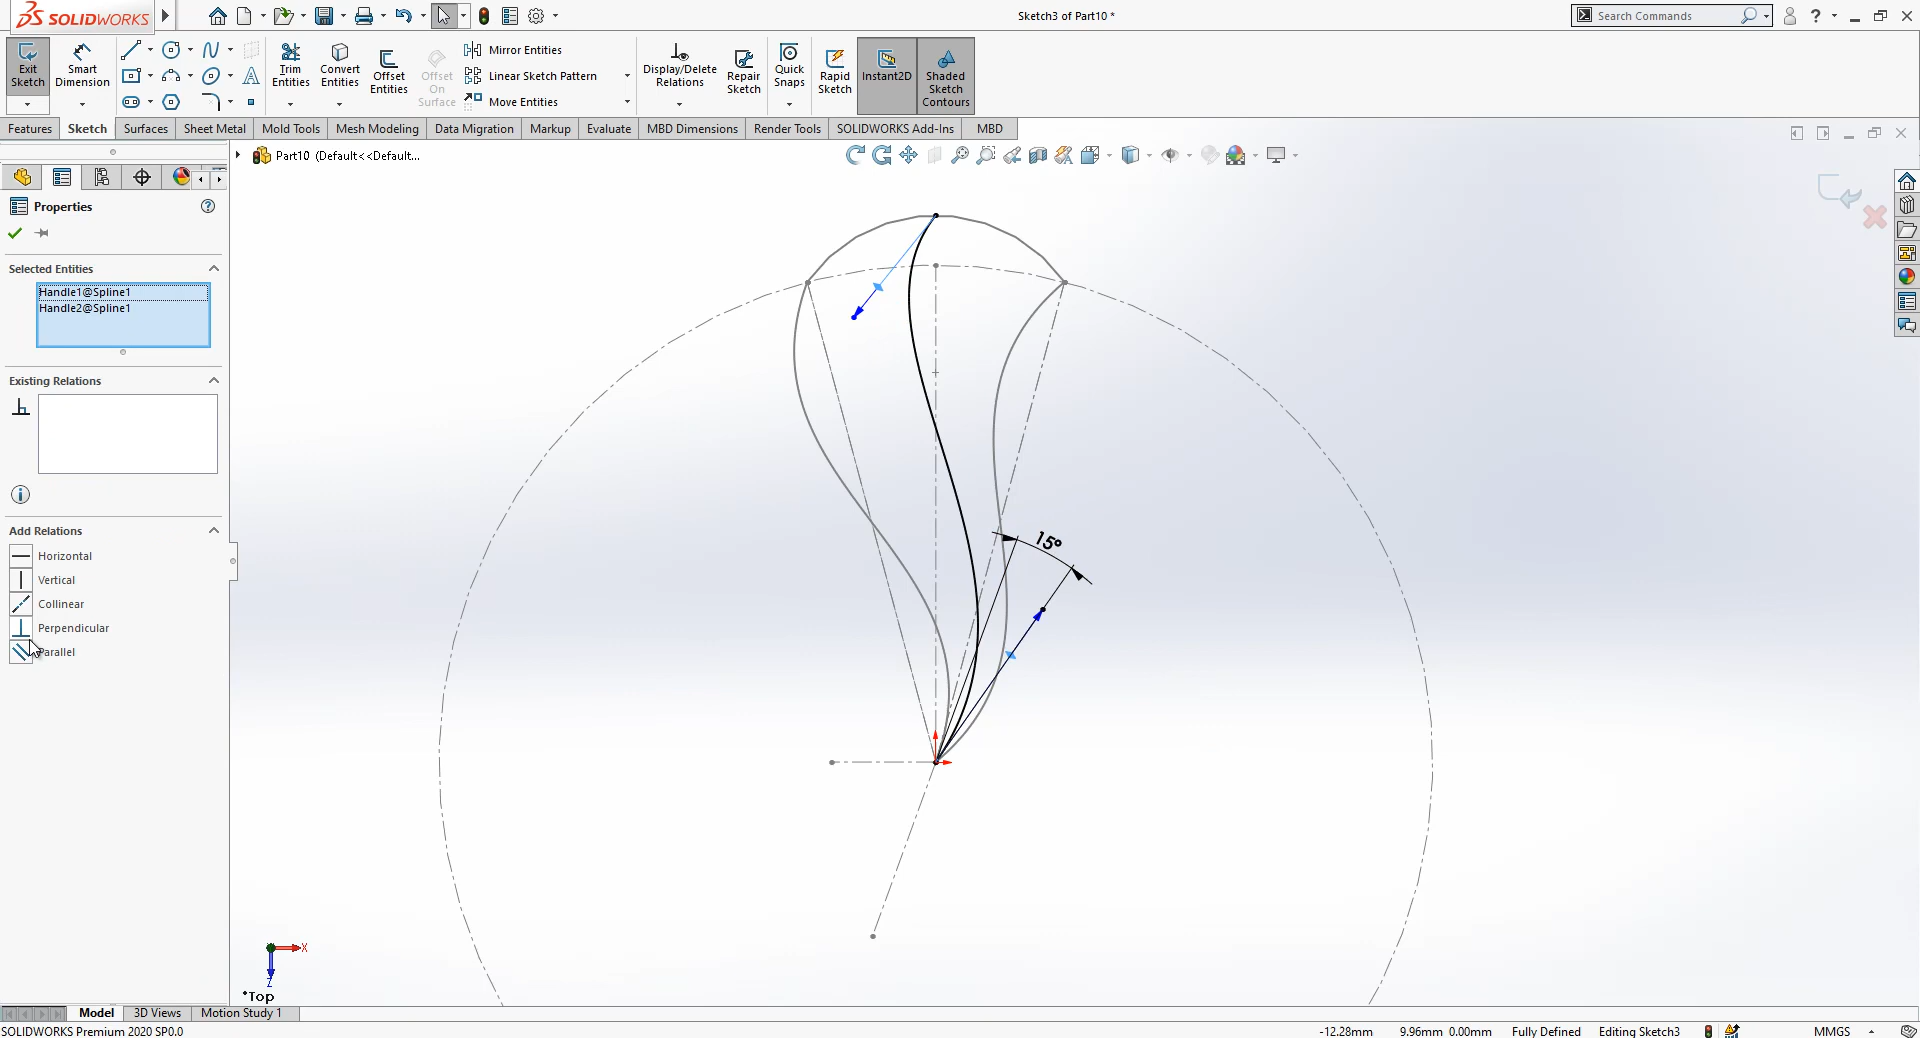 SOLIDWORKS
Sketch3 of Part10 *
Search Commands
?
Exit Sketch
Smart Dimension
Trim Entities
Convert Entities
Offset Entities
Offset On Surface
Mirror Entities
Linear Sketch Pattern
Move Entities
Display/Delete Relations
Repair Sketch
Quick Snaps
Rapid Sketch
Instant2D
Shaded Sketch Contours
Features
Sketch
Surfaces
Sheet Metal
Mold Tools
Mesh Modeling
Data Migration
Markup
Evaluate
MBD Dimensions
Render Tools
SOLIDWORKS Add-Ins
MBD
Part10 (Default<<Default...
Properties
Selected Entities
Handle1@Spline1
Handle2@Spline1
Existing Relations
Add Relations
Horizontal
Vertical
Collinear
Perpendicular
Parallel
15°
X
Z
*Top
Model
3D Views
Motion Study 1
SOLIDWORKS Premium 2020 SP0.0
-12.28mm
9.96mm 0.00mm
Fully Defined
Editing Sketch3
MMGS